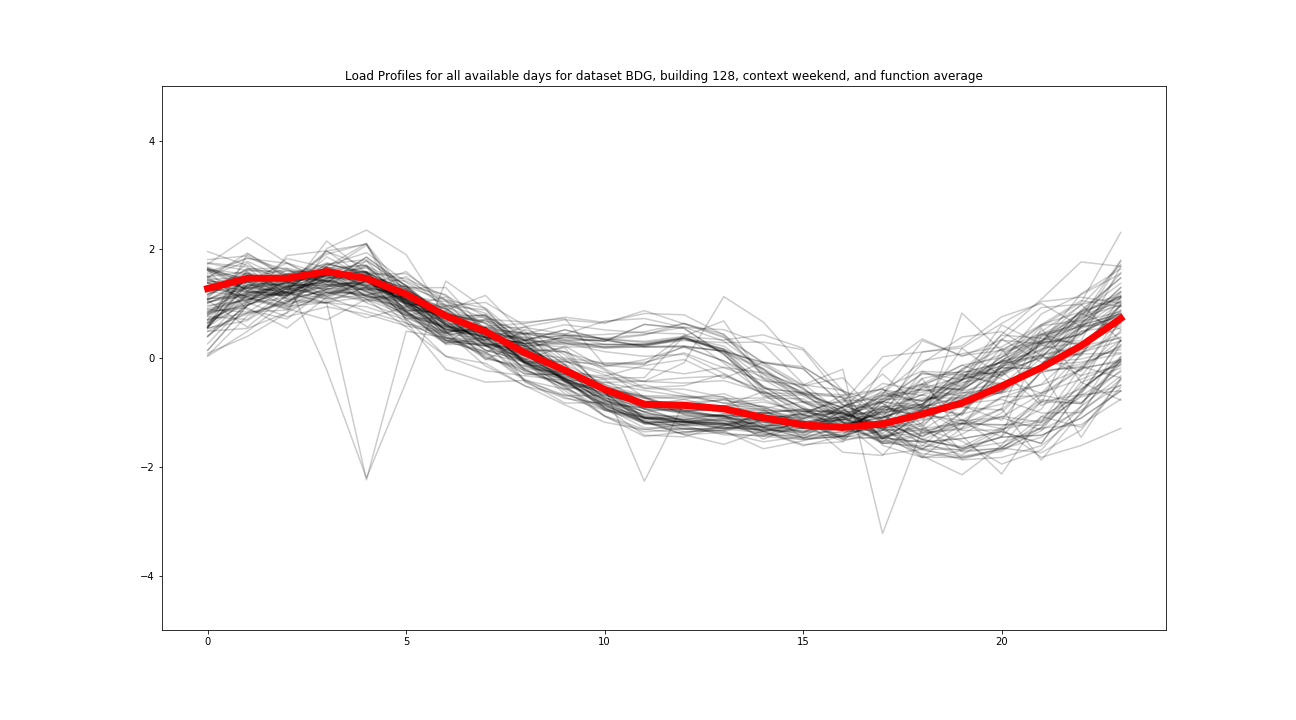 Load Profiles for all available days for dataset BDG, building 128, context weekend, and function average
4
2
0
−2
−4
0 5 10 15 20